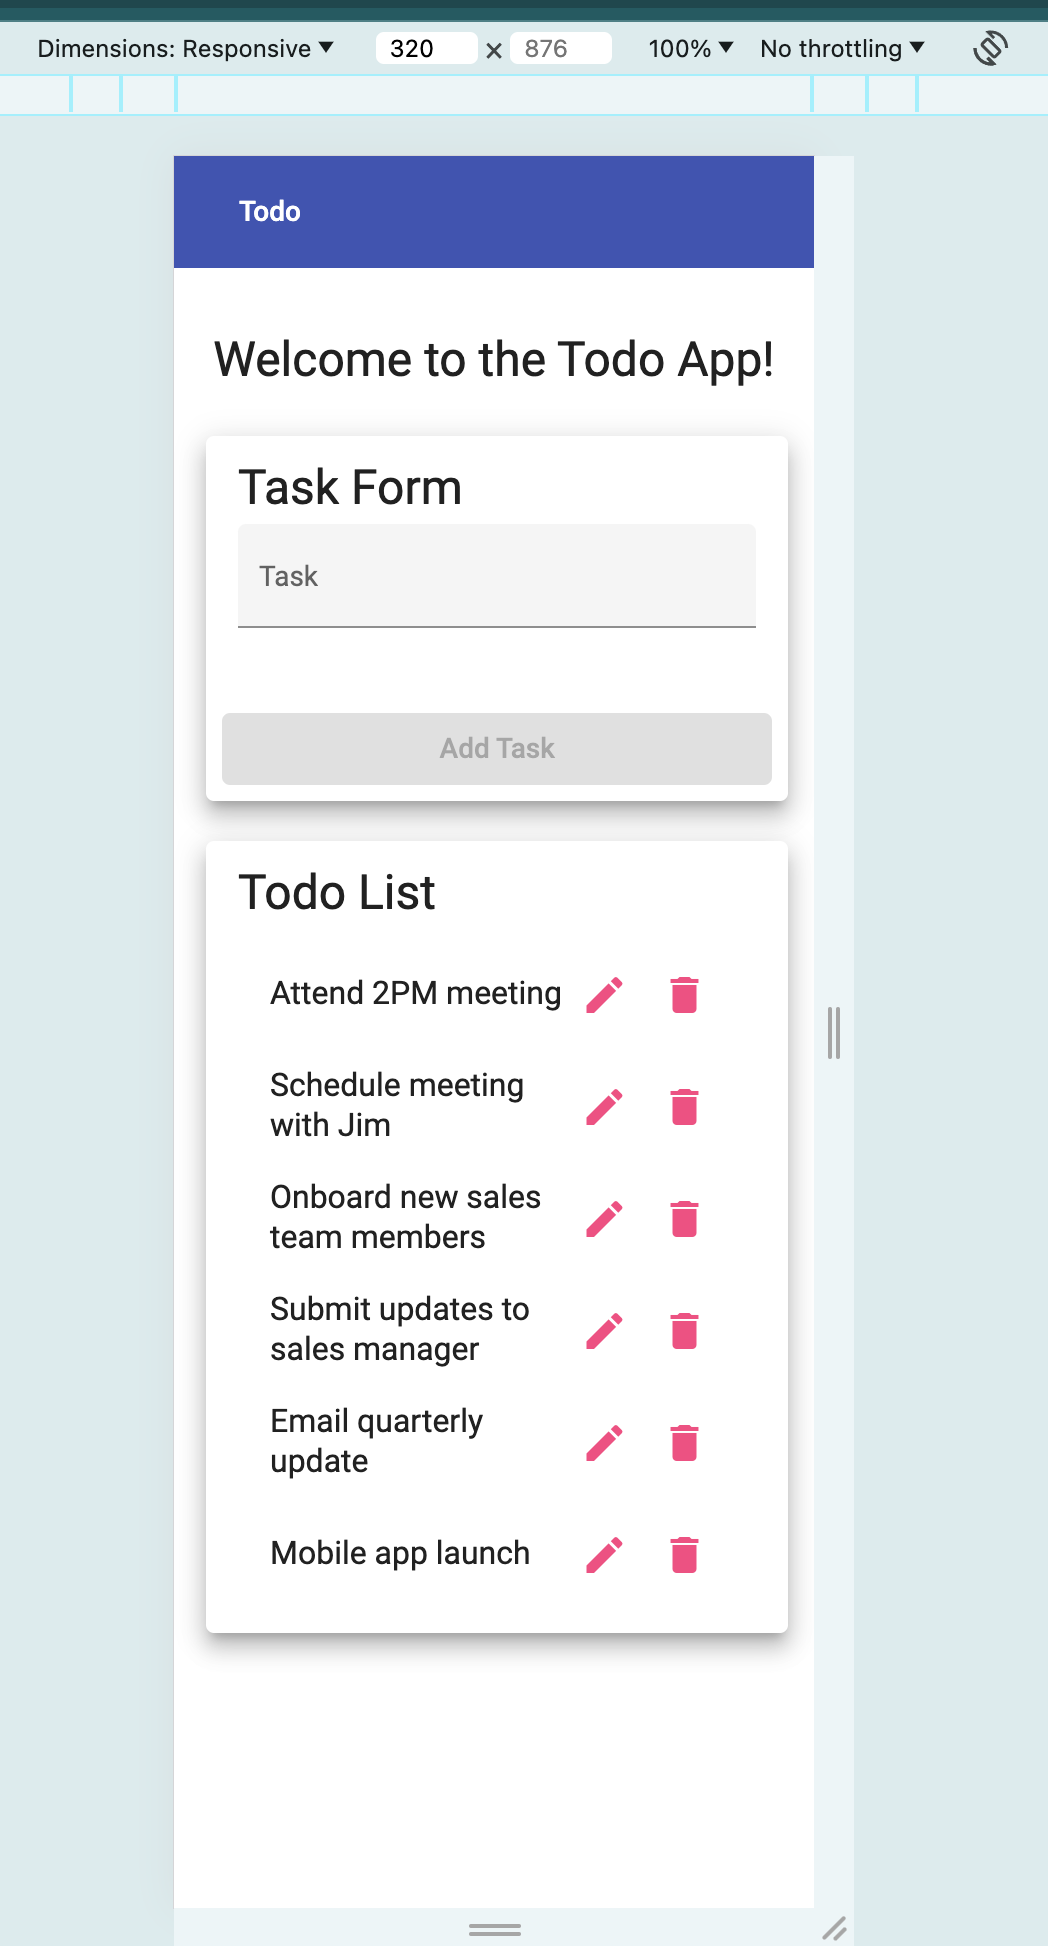 Dimensions: Responsive ▼ 320 × 876 100% ▼ No throttling ▼
Todo
Welcome to the Todo App!
Task Form
Task
Add Task
Todo List
Attend 2PM meeting
Schedule meeting
with Jim
Onboard new sales
team members
Submit updates to
sales manager
Email quarterly
update
Mobile app launch